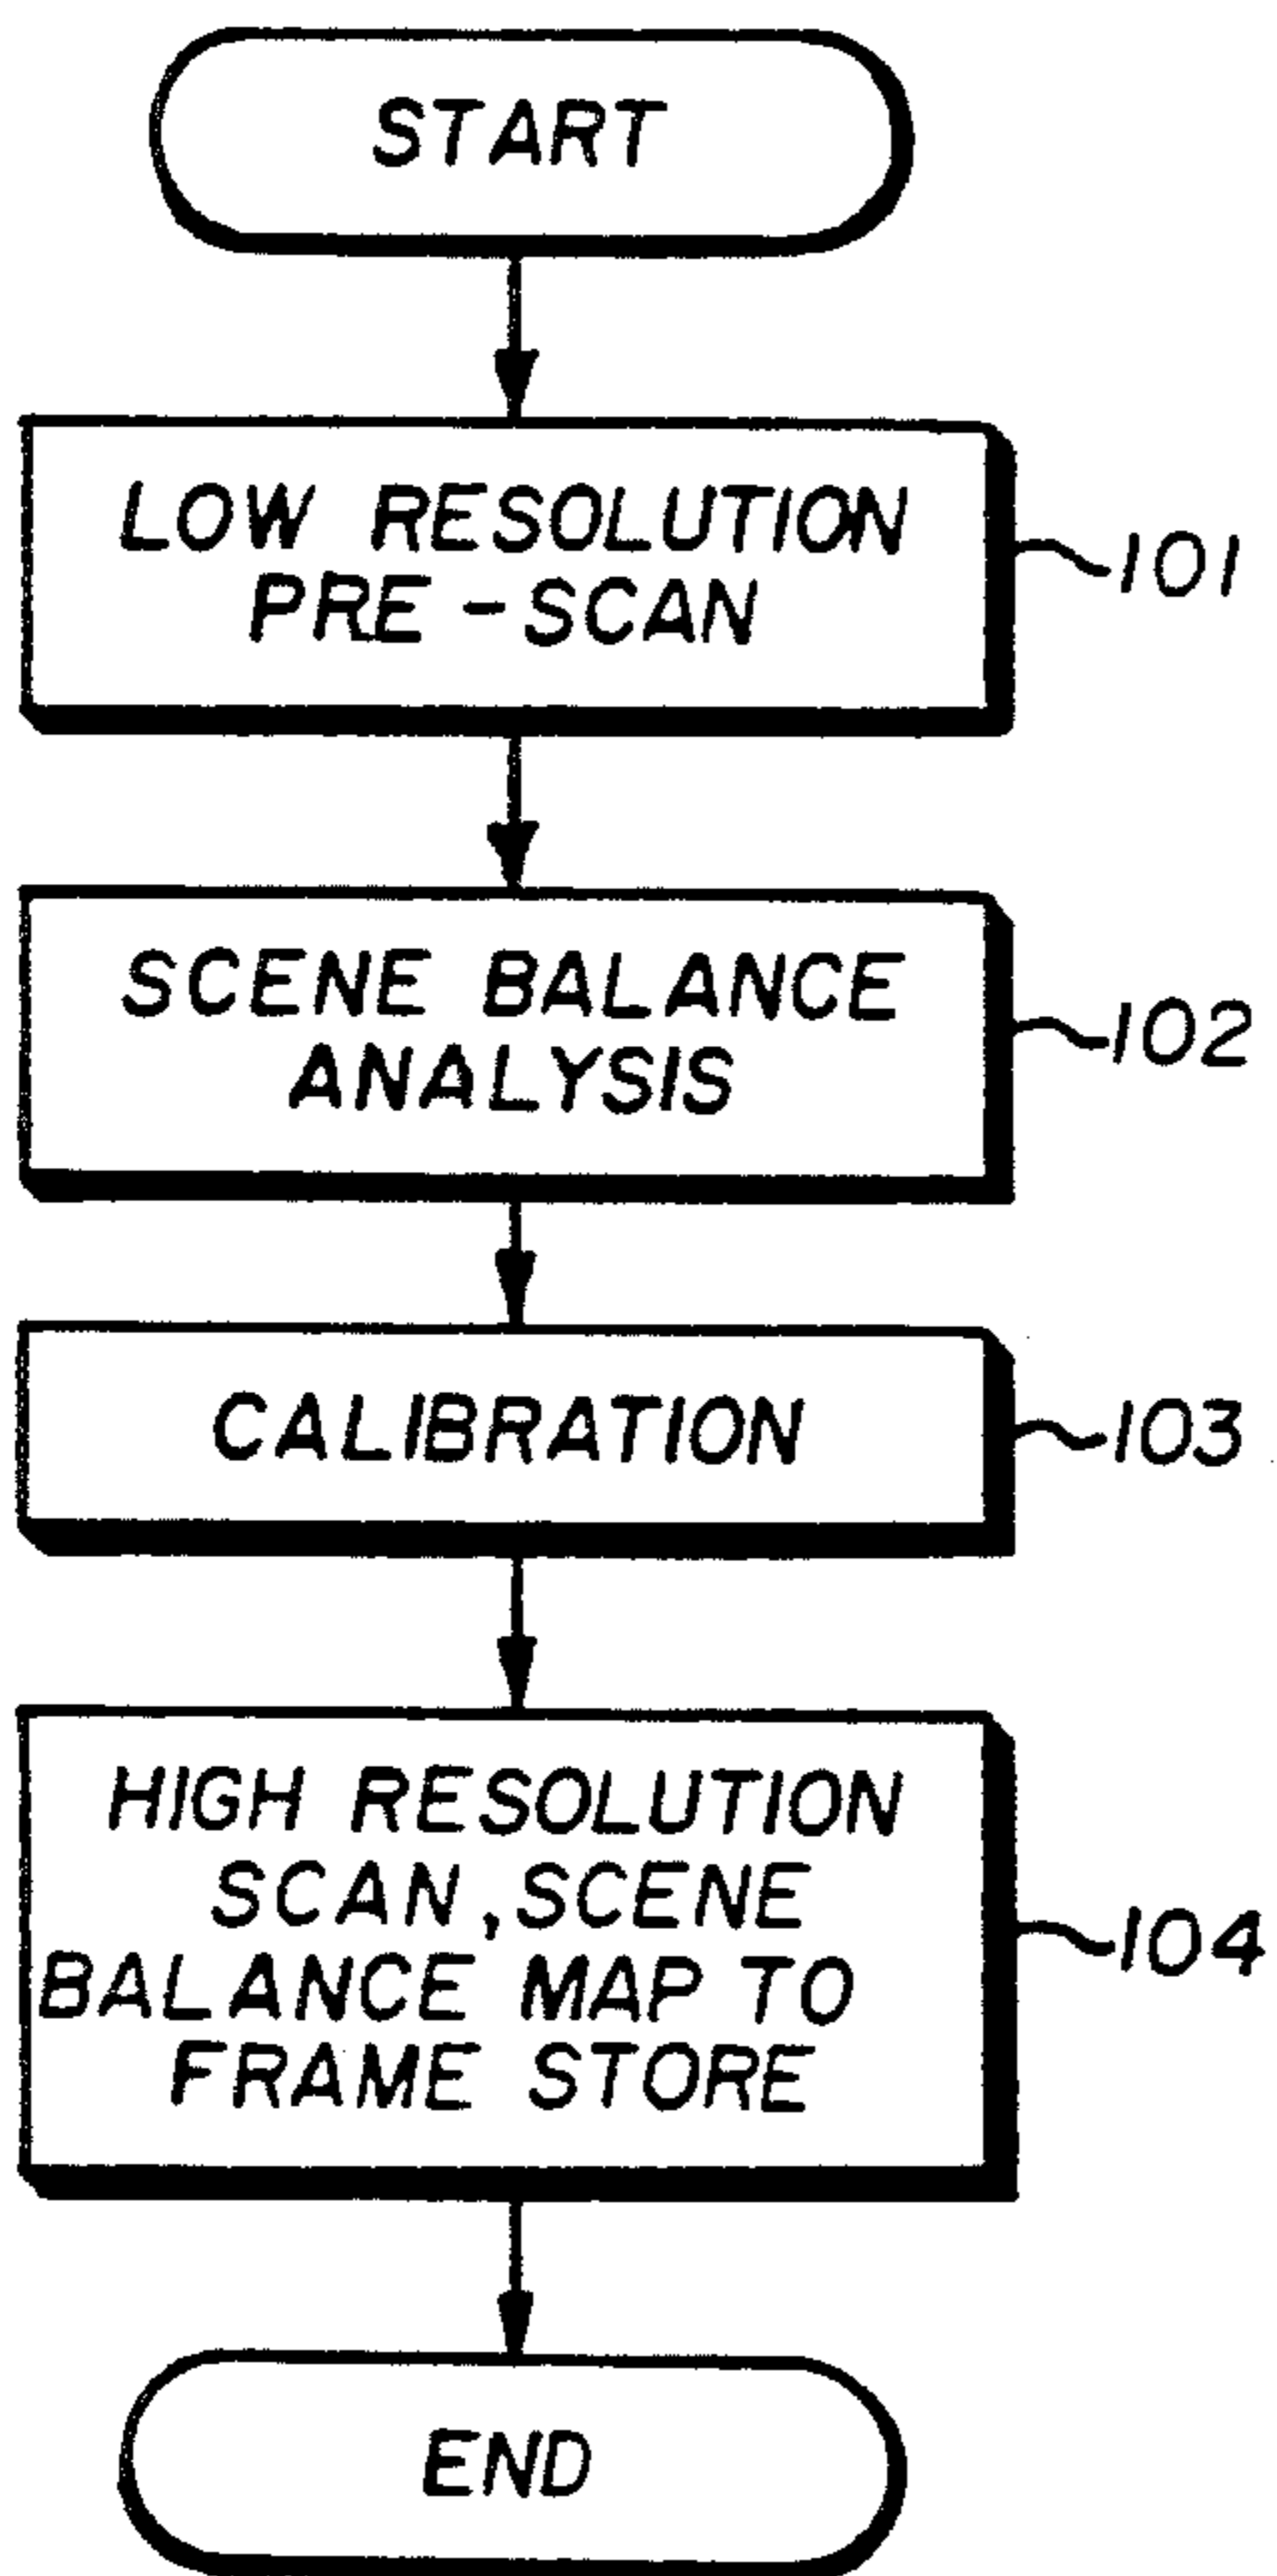 START
LOW RESOLUTION
PRE-SCAN
101
SCENE BALANCE
ANALYSIS
102
CALIBRATION
103
HIGH RESOLUTION
SCAN, SCENE
BALANCE MAP TO
FRAME STORE
104
END